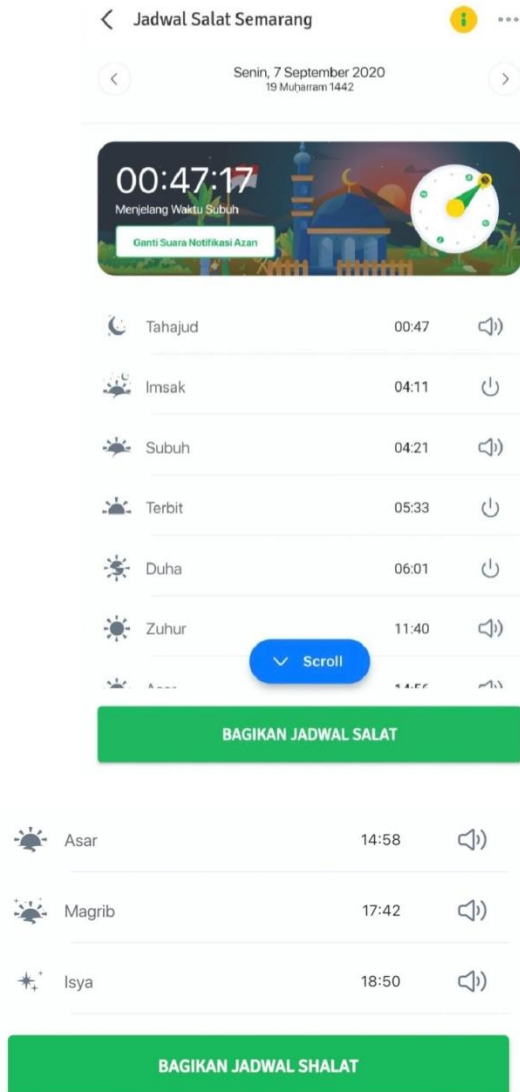 Jadwal Salat Semarang
Senin, 7 September 2020
19 Muḥarram 1442
00:47:17
Menjelang Waktu Subuh
Ganti Suara Notifikasi Azan
Tahajud 00:47
Imsak 04:11
Subuh 04:21
Terbit 05:33
Duha 06:01
Zuhur 11:40
Scroll
BAGIKAN JADWAL SALAT
Asar 14:58
Magrib 17:42
Isya 18:50
BAGIKAN JADWAL SHALAT